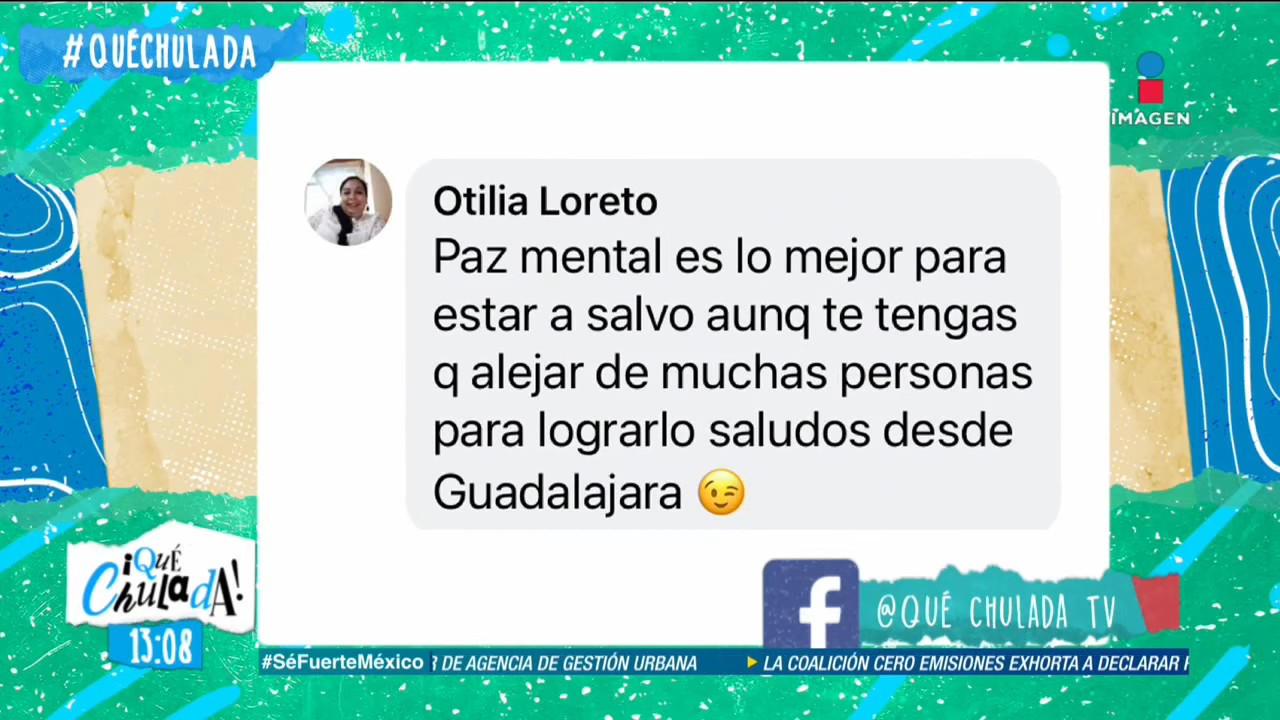 #QUÉCHULADA
IMAGEN
Otilia Loreto
Paz mental es lo mejor para
estar a salvo aunq te tengas
q alejar de muchas personas
para lograrlo saludos desde
Guadalajara 😉
¡QUÉ
CHULADA!
13:08
@QUÉ CHULADA TV
#SéFuerteMéxico R DE AGENCIA DE GESTIÓN URBANA LA COALICIÓN CERO EMISIONES EXHORTA A DECLARAR